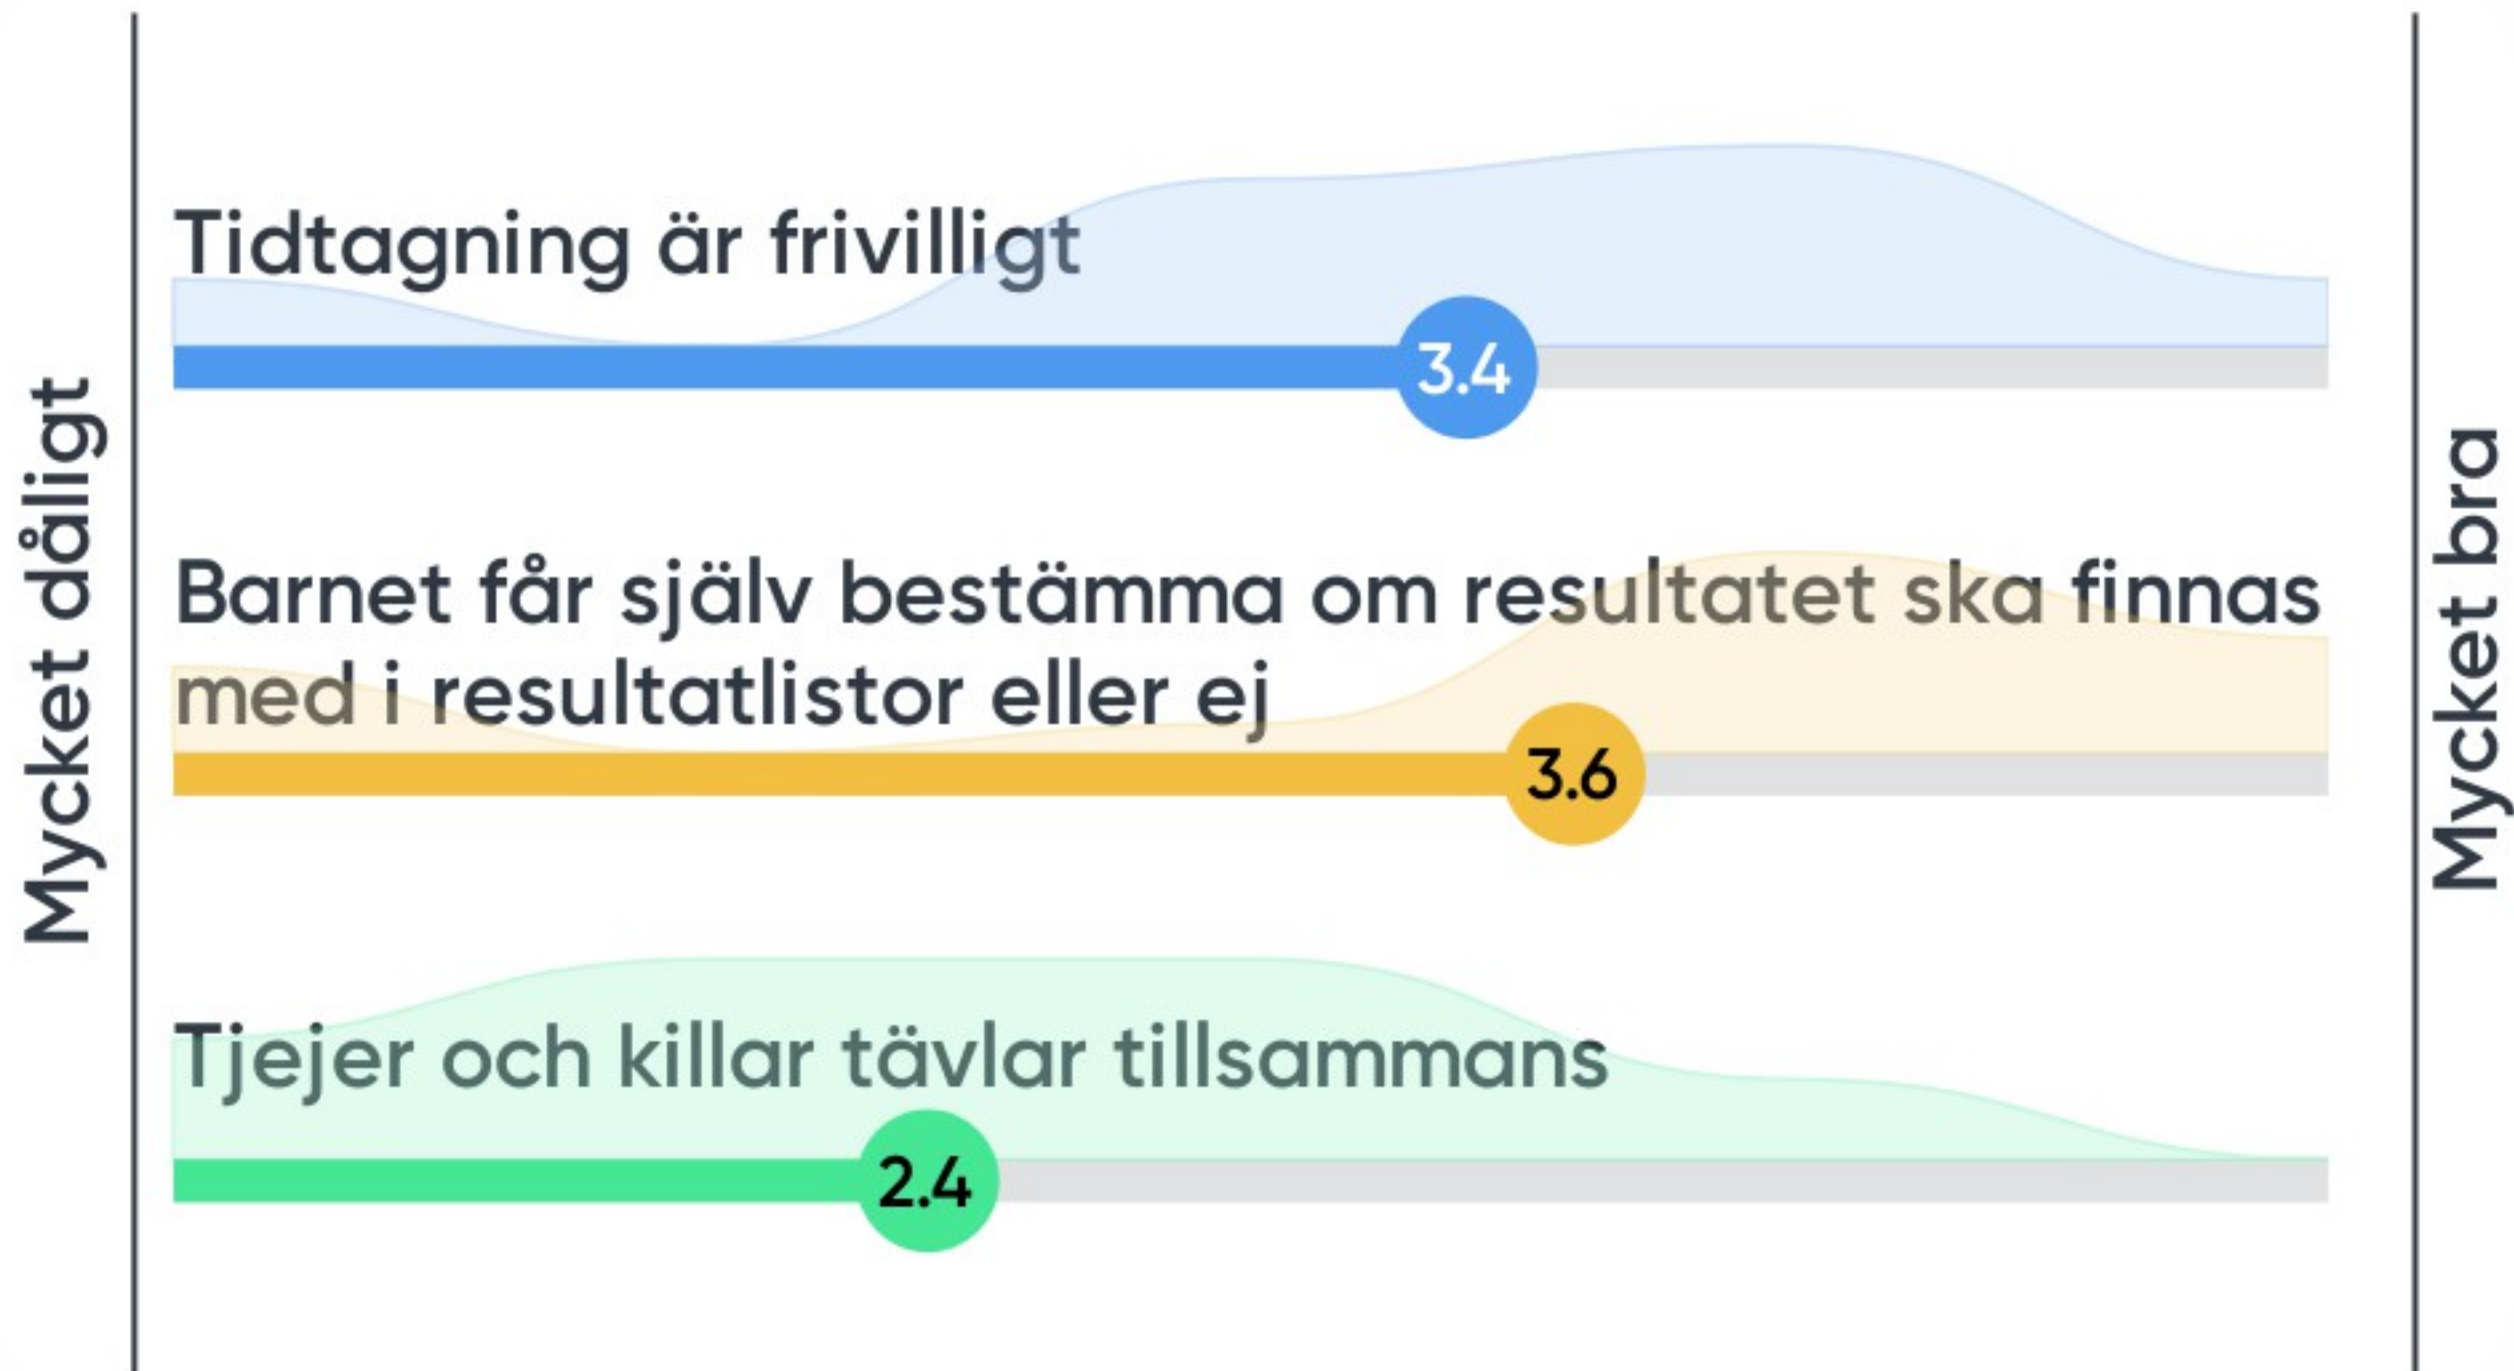 Mycket dåligt
Tidtagning är frivilligt
3.4
Barnet får själv bestämma om resultatet ska finnas
med i resultatlistor eller ej
3.6
Tjejer och killar tävlar tillsammans
2.4
Mycket bra